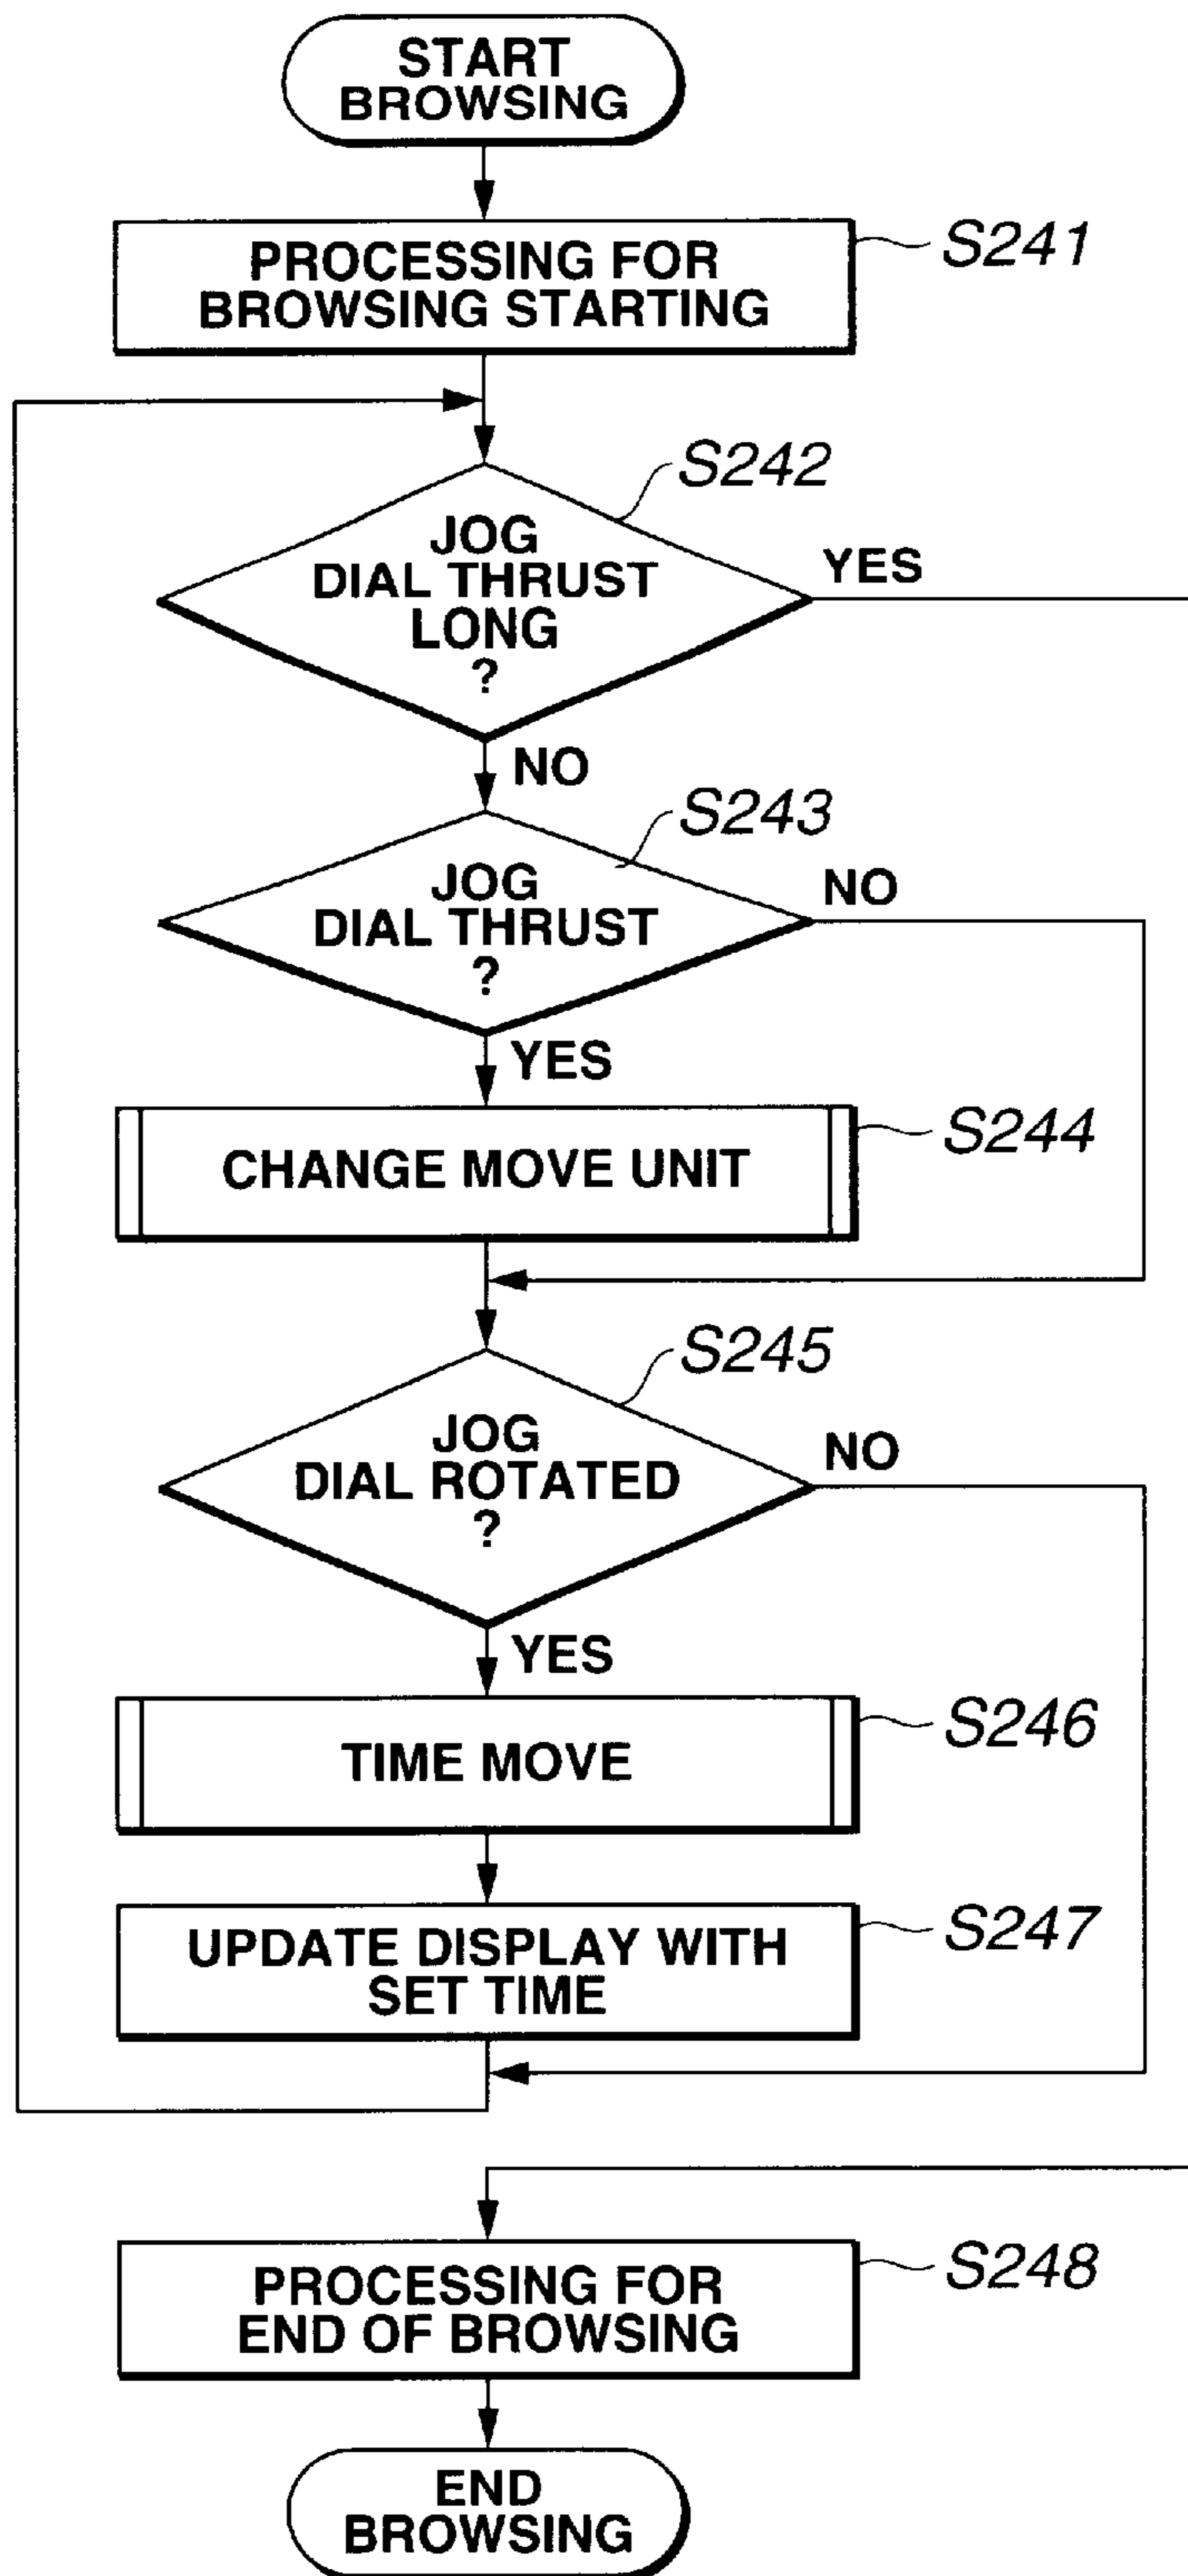 START
BROWSING
PROCESSING FOR
BROWSING STARTING
S241
S242
JOG
DIAL THRUST
LONG
?
YES
NO
S243
JOG
DIAL THRUST
?
NO
YES
CHANGE MOVE UNIT
S244
S245
JOG
DIAL ROTATED
?
NO
YES
TIME MOVE
S246
UPDATE DISPLAY WITH
SET TIME
S247
PROCESSING FOR
END OF BROWSING
S248
END
BROWSING